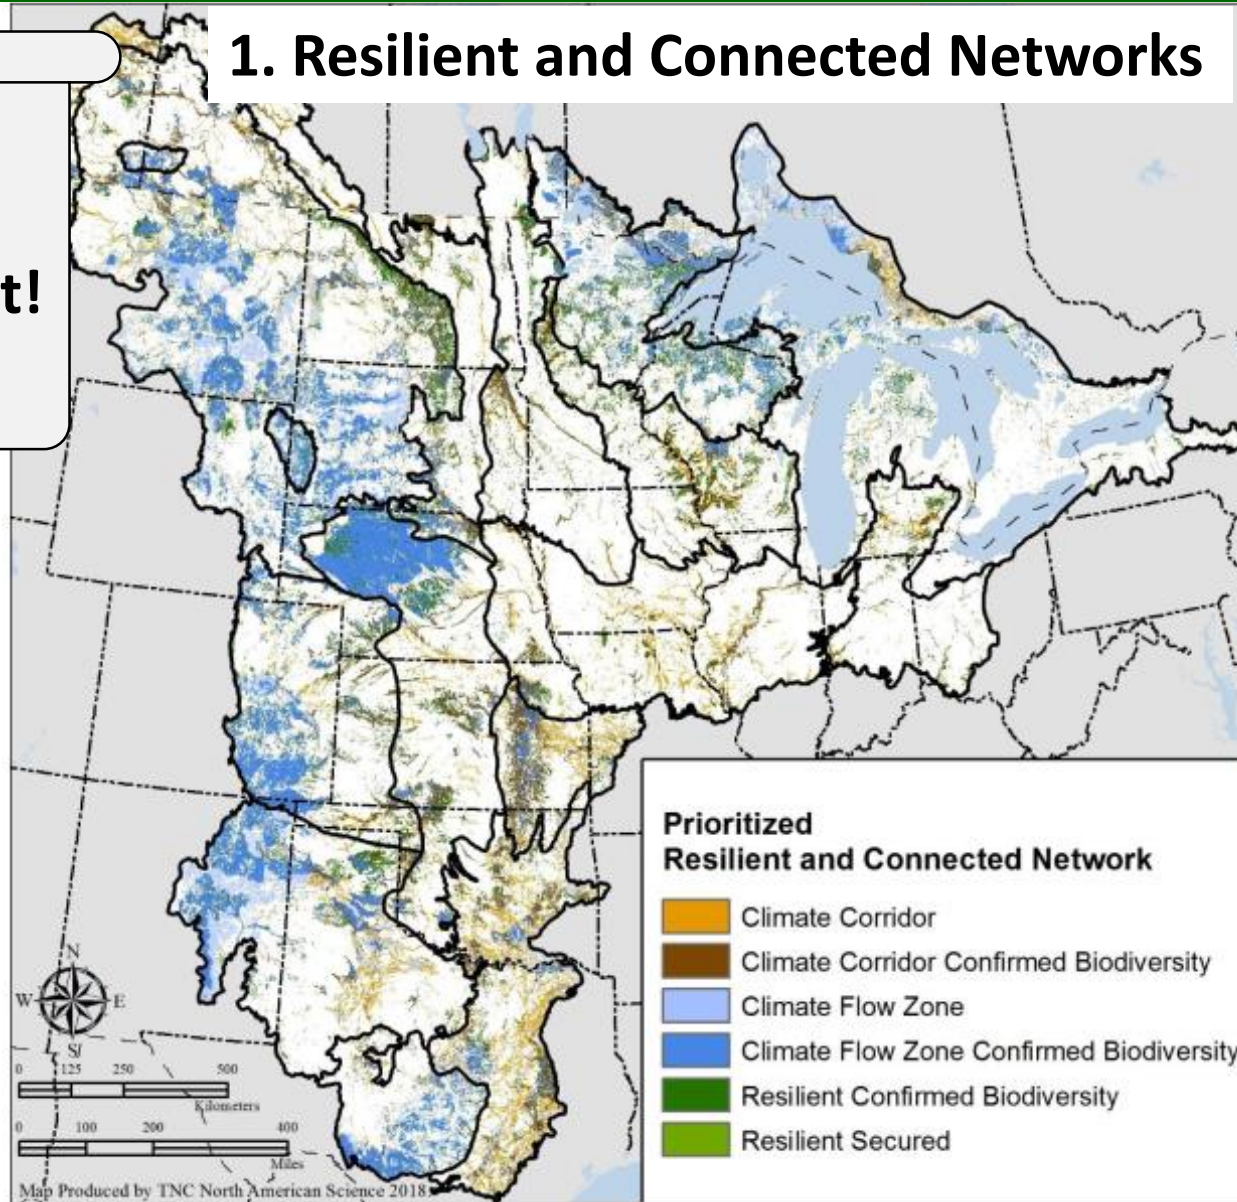 1. Resilient and Connected Networks
t!
Prioritized
Resilient and Connected Network
Climate Corridor
Climate Corridor Confirmed Biodiversity
Climate Flow Zone
Climate Flow Zone Confirmed Biodiversity
Resilient Confirmed Biodiversity
Resilient Secured
N
W E
S
0 125 250 500
Kilometers
0 100 200 400
Miles
Map Produced by TNC North American Science 2018.